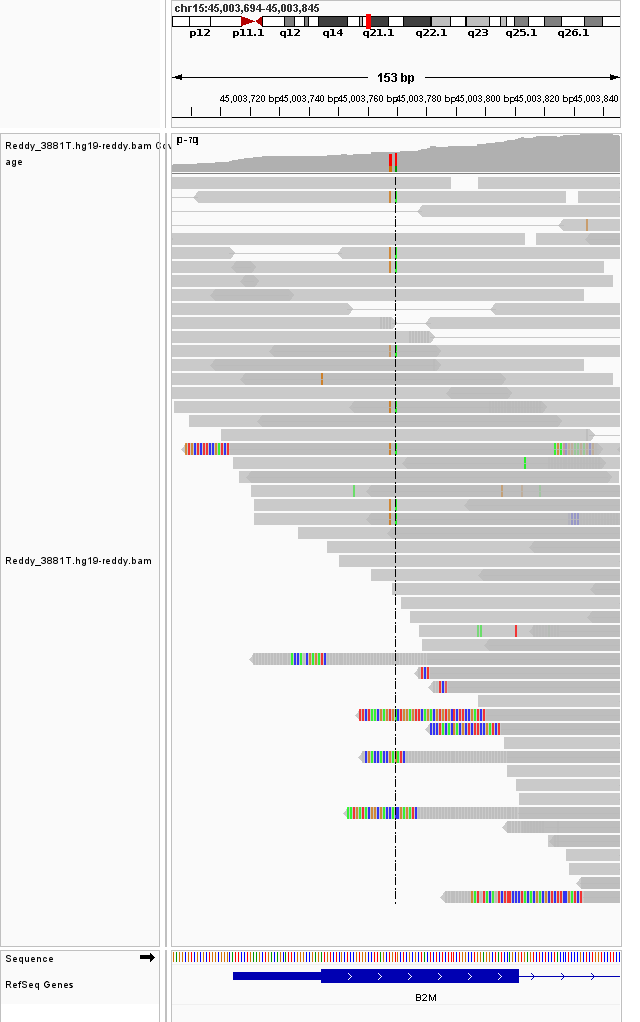 chr15:45,003,694-45,003,845
p12 p11.1 q12 q14 q21.1 q22.1 q23 q25.1 q26.1
153 bp
45,003,720 bp 45,003,740 bp 45,003,760 bp 45,003,780 bp 45,003,800 bp 45,003,820 bp 45,003,840
Reddy_3881T.hg19-reddy.bam Cov
age
[0 - 70]
Reddy_3881T.hg19-reddy.bam
Sequence
RefSeq Genes
B2M